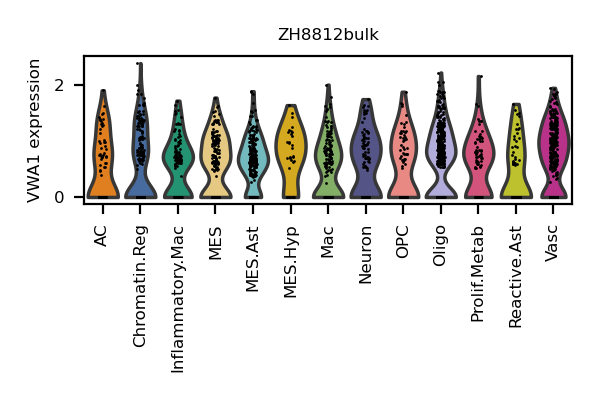 ZH8812bulk
VWA1 expression
2
0
AC
Chromatin.Reg
Inflammatory.Mac
MES
MES.Ast
MES.Hyp
Mac
Neuron
OPC
Oligo
Prolif.Metab
Reactive.Ast
Vasc